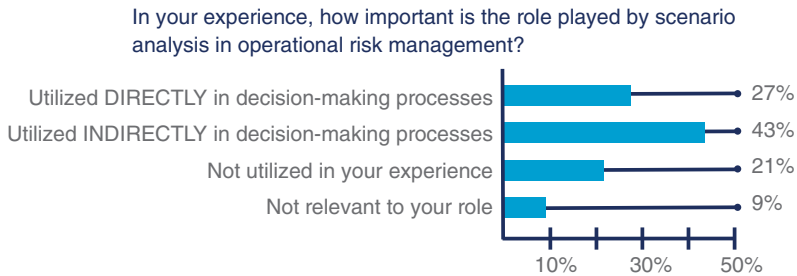 In your experience, how important is the role played by scenario
analysis in operational risk management?
Utilized DIRECTLY in decision-making processes 27%
Utilized INDIRECTLY in decision-making processes 43%
Not utilized in your experience 21%
Not relevant to your role 9%
10% 30% 50%